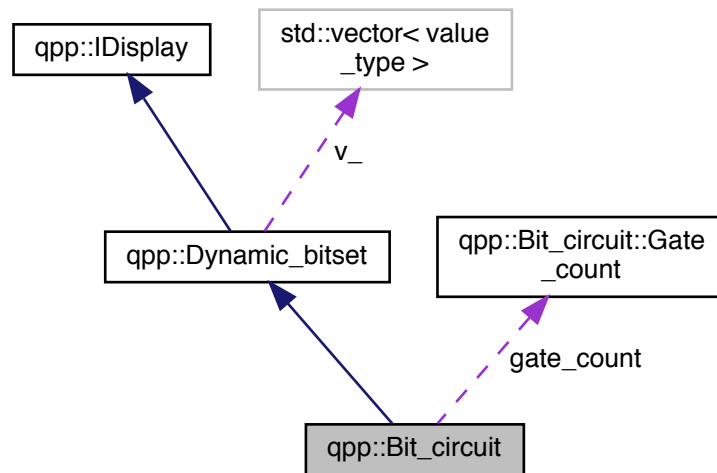 qpp::IDisplay
std::vector< value
_type >
v_
qpp::Dynamic_bitset
qpp::Bit_circuit::Gate
_count
gate_count
qpp::Bit_circuit